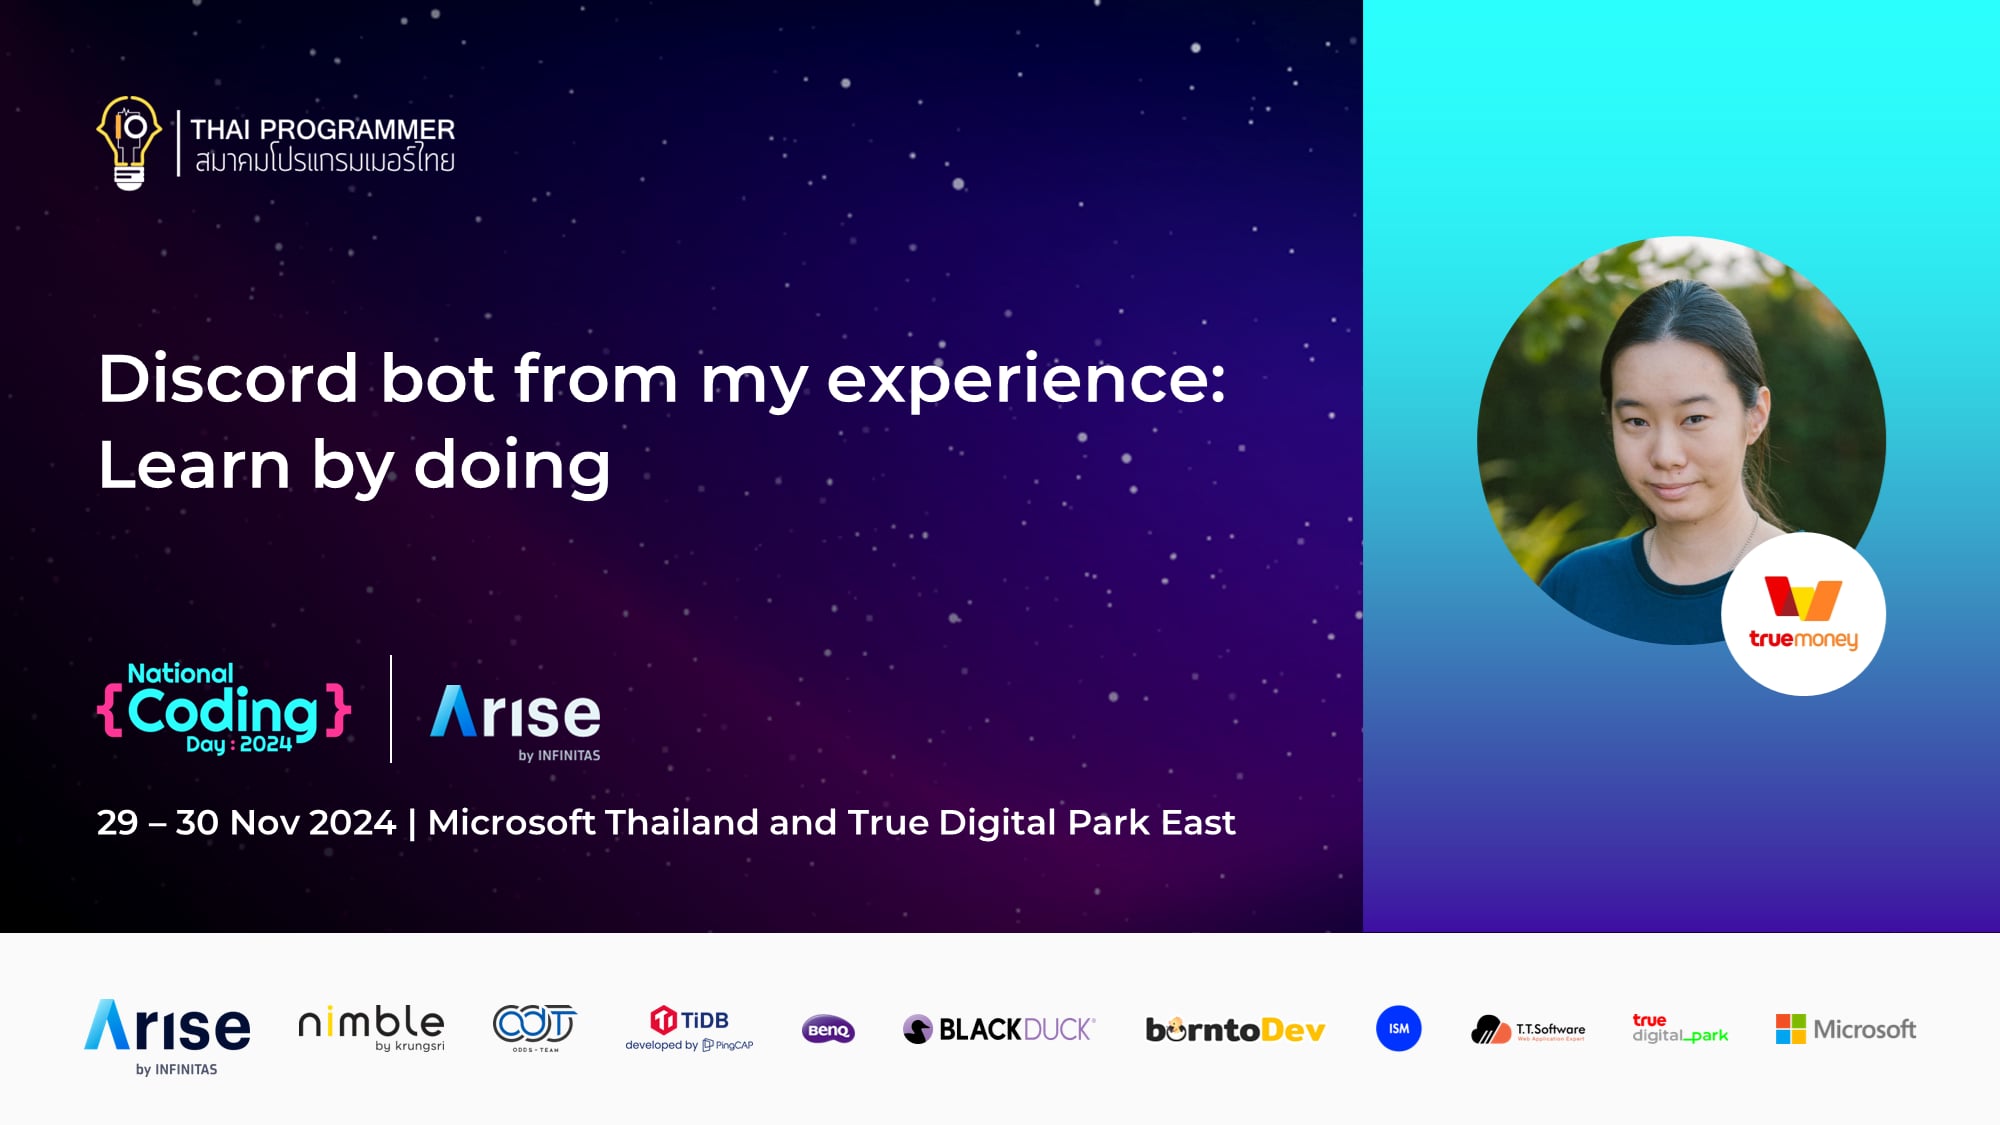 THAI PROGRAMMER
สมาคมโปรแกรมเมอร์ไทย
Discord bot from my experience:
Learn by doing
National
{Coding}
Day : 2024
Arise
by INFINITAS
29 – 30 Nov 2024 | Microsoft Thailand and True Digital Park East
truemoney
Arise
by INFINITAS
nimble
by krungsri
ODDS - TEAM
TiDB
developed by PingCAP
BenQ
BLACKDUCK®
borntoDev
ISM
T.T.Software
Web Application Expert
true
digital_park
Microsoft